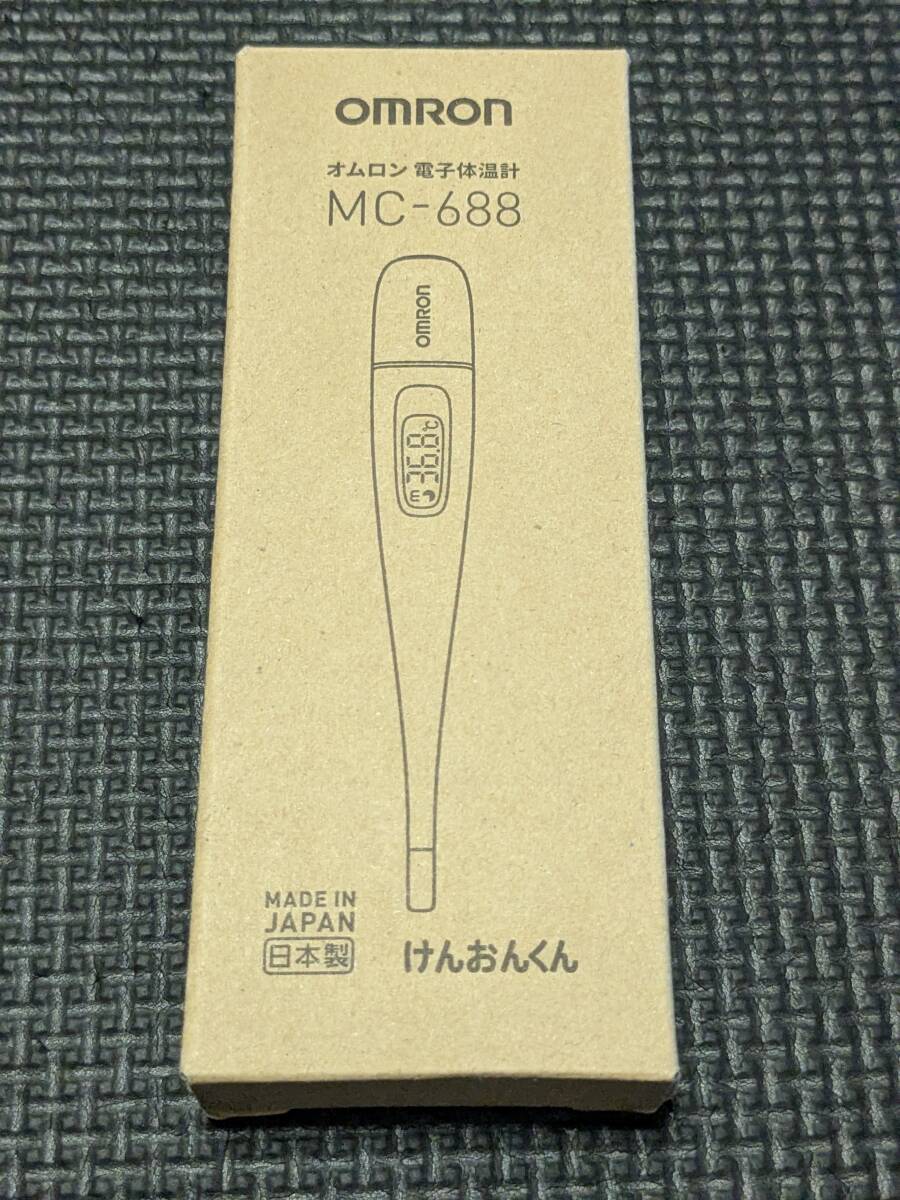 OMRON
オムロン 電子体温計
MC-688
OMRON
m 36.8℃
MADE IN
JAPAN
日本製
けんおんくん